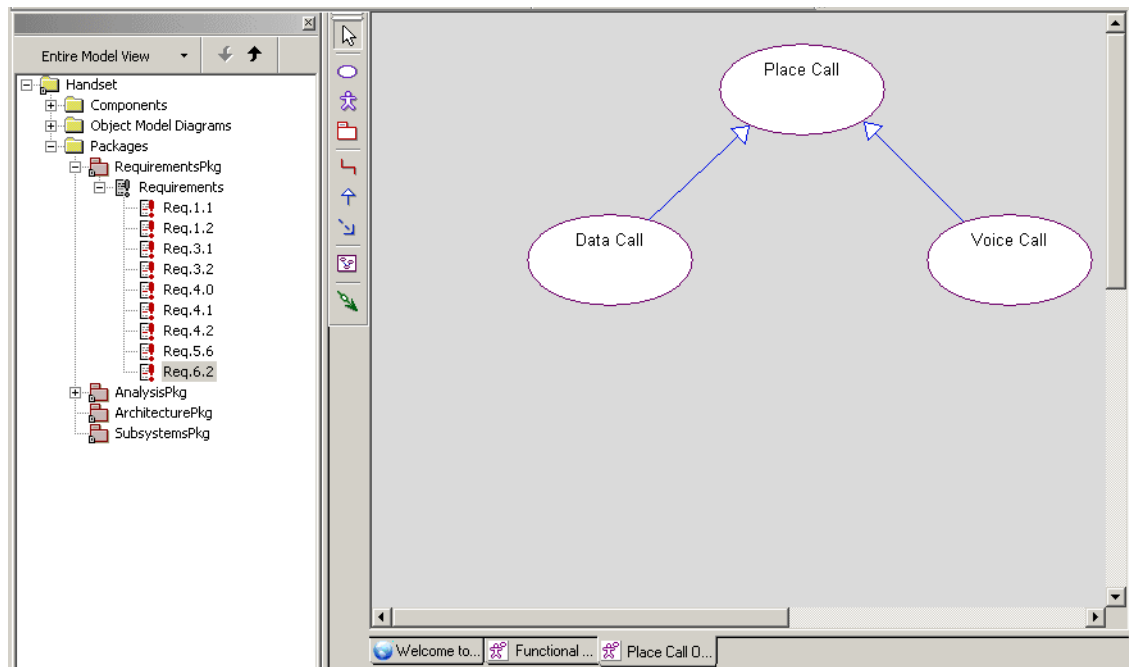 Entire Model View
Handset
Components
Object Model Diagrams
Packages
RequirementsPkg
Requirements
Req.1.1
Req.1.2
Req.3.1
Req.3.2
Req.4.0
Req.4.1
Req.4.2
Req.5.6
Req.6.2
AnalysisPkg
ArchitecturePkg
SubsystemsPkg
Place Call
Data Call
Voice Call
Welcome to...
Functional ...
Place Call O...